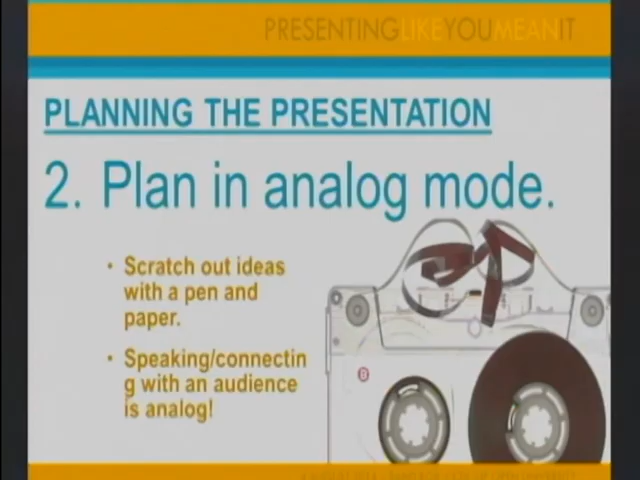 PRESENTINGLIKEYOUMEANIT
PLANNING THE PRESENTATION
2. Plan in analog mode.
• Scratch out ideas
with a pen and
paper.
• Speaking/connectin
g with an audience
is analog!
B